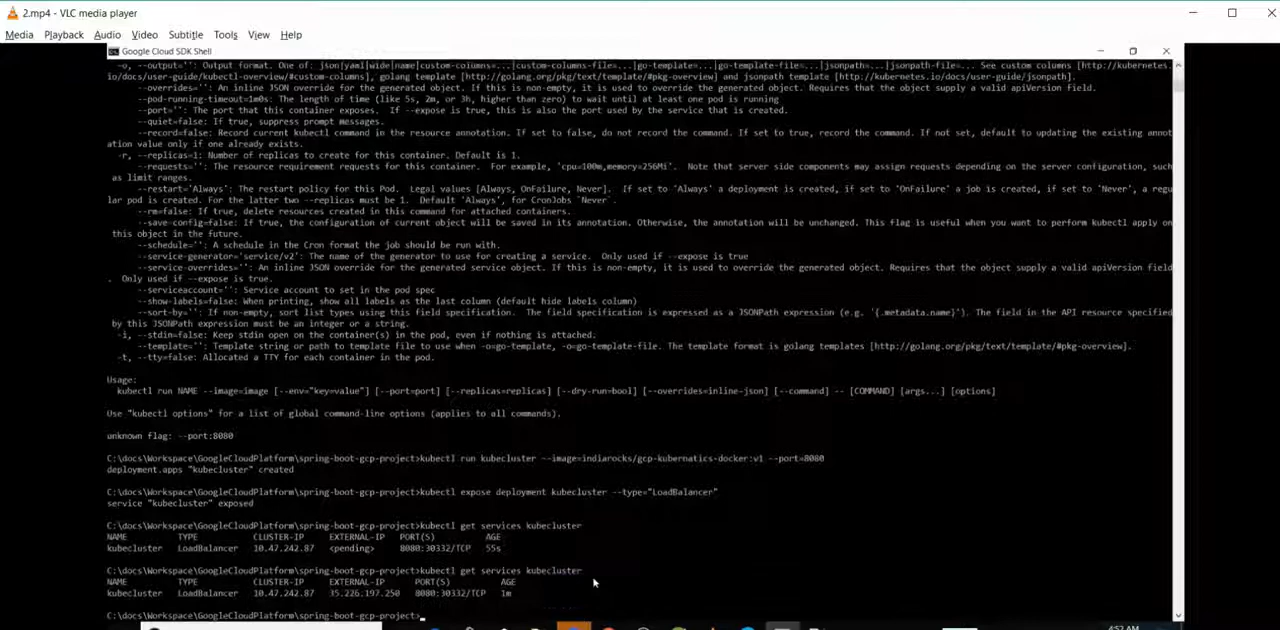 2.mp4 - VLC media player
Media Playback Audio Video Subtitle Tools View Help
Google Cloud SDK Shell
-o, --output='': Output format. One of: json|yaml|wide|name|custom-columns=...|custom-columns-file=...|go-template=...|go-template-file=...|jsonpath=...|jsonpath-file=... See custom columns [http://kubernetes.
io/docs/user-guide/kubectl-overview/#custom-columns], golang template [http://golang.org/pkg/text/template/#pkg-overview] and jsonpath template [http://kubernetes.io/docs/user-guide/jsonpath].
--overrides='': An inline JSON override for the generated object. If this is non-empty, it is used to override the generated object. Requires that the object supply a valid apiVersion field.
--pod-running-timeout=1m0s: The length of time (like 5s, 2m, or 3h, higher than zero) to wait until at least one pod is running
--port='': The port that this container exposes.  If --expose is true, this is also the port used by the service that is created.
--quiet=false: If true, suppress prompt messages.
--record=false: Record current kubectl command in the resource annotation. If set to false, do not record the command. If set to true, record the command. If not set, default to updating the existing annot
ation value only if one already exists.
-r, --replicas=1: Number of replicas to create for this container. Default is 1.
--requests='': The resource requirement requests for this container.  For example, 'cpu=100m,memory=256Mi'.  Note that server side components may assign requests depending on the server configuration, such
as limit ranges.
--restart='Always': The restart policy for this Pod.  Legal values [Always, OnFailure, Never].  If set to 'Always' a deployment is created, if set to 'OnFailure' a job is created, if set to 'Never', a regu
lar pod is created. For the latter two --replicas must be 1.  Default 'Always', for CronJobs `Never`.
--rm=false: If true, delete resources created in this command for attached containers.
--save-config=false: If true, the configuration of current object will be saved in its annotation. Otherwise, the annotation will be unchanged. This flag is useful when you want to perform kubectl apply on
this object in the future.
--schedule='': A schedule in the Cron format the job should be run with.
--service-generator='service/v2': The name of the generator to use for creating a service.  Only used if --expose is true
--service-overrides='': An inline JSON override for the generated service object. If this is non-empty, it is used to override the generated object. Requires that the object supply a valid apiVersion field
.  Only used if --expose is true.
--serviceaccount='': Service account to set in the pod spec
--show-labels=false: When printing, show all labels as the last column (default hide labels column)
--sort-by='': If non-empty, sort list types using this field specification.  The field specification is expressed as a JSONPath expression (e.g. '{.metadata.name}'). The field in the API resource specified
by this JSONPath expression must be an integer or a string.
-i, --stdin=false: Keep stdin open on the container(s) in the pod, even if nothing is attached.
--template='': Template string or path to template file to use when -o=go-template, -o=go-template-file. The template format is golang templates [http://golang.org/pkg/text/template/#pkg-overview].
-t, --tty=false: Allocated a TTY for each container in the pod.
Usage:
kubectl run NAME --image=image [--env="key=value"] [--port=port] [--replicas=replicas] [--dry-run=bool] [--overrides=inline-json] [--command] -- [COMMAND] [args...] [options]
Use "kubectl options" for a list of global command-line options (applies to all commands).
unknown flag: --port:8080
C:\docs\Workspace\GoogleCloudPlatform\spring-boot-gcp-project>kubectl run kubecluster --image=indiarocks/gcp-kubernatics-docker:v1 --port=8080
deployment.apps "kubecluster" created
C:\docs\Workspace\GoogleCloudPlatform\spring-boot-gcp-project>kubectl expose deployment kubecluster --type="LoadBalancer"
service "kubecluster" exposed
C:\docs\Workspace\GoogleCloudPlatform\spring-boot-gcp-project>kubectl get services kubecluster
NAME TYPE CLUSTER-IP EXTERNAL-IP PORT(S) AGE
kubecluster LoadBalancer 10.47.242.87 <pending> 8080:30332/TCP 55s
C:\docs\Workspace\GoogleCloudPlatform\spring-boot-gcp-project>kubectl get services kubecluster
NAME TYPE CLUSTER-IP EXTERNAL-IP PORT(S) AGE
kubecluster LoadBalancer 10.47.242.87 35.226.197.250 8080:30332/TCP 1m
C:\docs\Workspace\GoogleCloudPlatform\spring-boot-gcp-project>_